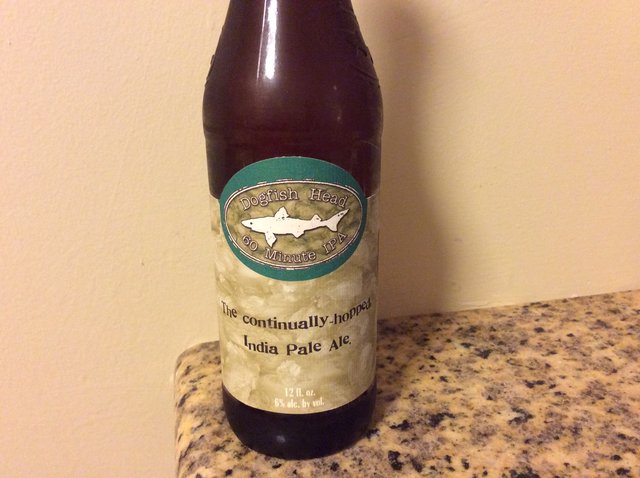 Dogfish Head
60 Minute IPA
The continually-hopped
India Pale Ale.
12 fl. oz.
6% alc. by vol.